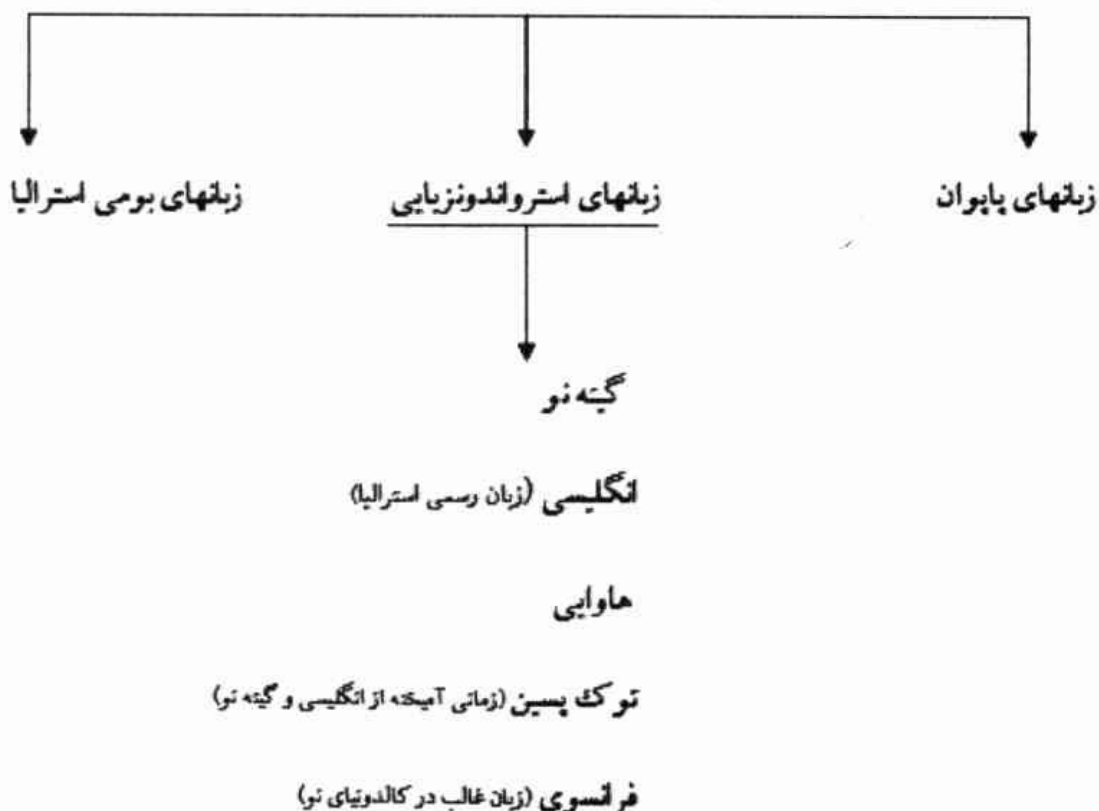 زبانهای پاپوان
زبانهای استرواندونزیایی
زبانهای بومی استرالیا
گینه نو
انگلیسی (زبان رسمی استرالیا)
هاوایی
توک پسین (زمانی آمیخته از انگلیسی و گینه نو)
فرانسوی (زبان غالب در کالدونیای نو)